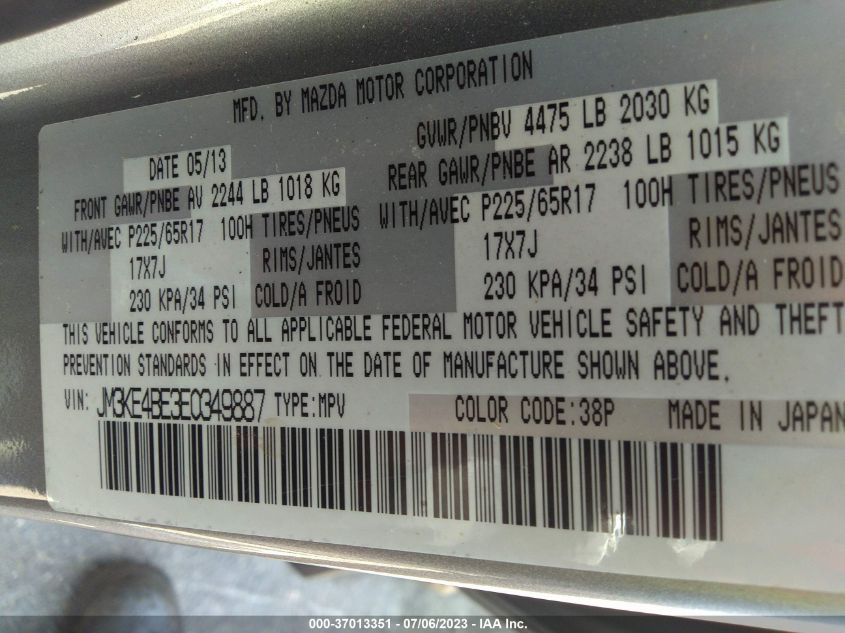 MFD. BY MAZDA MOTOR CORPORATION
DATE 05/13
GVWR/PNBV 4475 LB 2030 KG
FRONT GAWR/PNBE AV 2244 LB 1018 KG
REAR GAWR/PNBE AR 2238 LB 1015 KG
WITH/AVEC P225/65R17 100H TIRES/PNEUS
WITH/AVEC P225/65R17 100H TIRES/PNEUS
17X7J RIMS/JANTES
17X7J RIMS/JANTES
230 KPA/34 PSI COLD/A FROID
230 KPA/34 PSI COLD/A FROID
THIS VEHICLE CONFORMS TO ALL APPLICABLE FEDERAL MOTOR VEHICLE SAFETY AND THEFT
PREVENTION STANDARDS IN EFFECT ON THE DATE OF MANUFACTURE SHOWN ABOVE.
VIN: JM3KE4BE3E0349887 TYPE:MPV COLOR CODE:38P MADE IN JAPAN
000-37013351 / 07/06/2023 - IAA Inc.